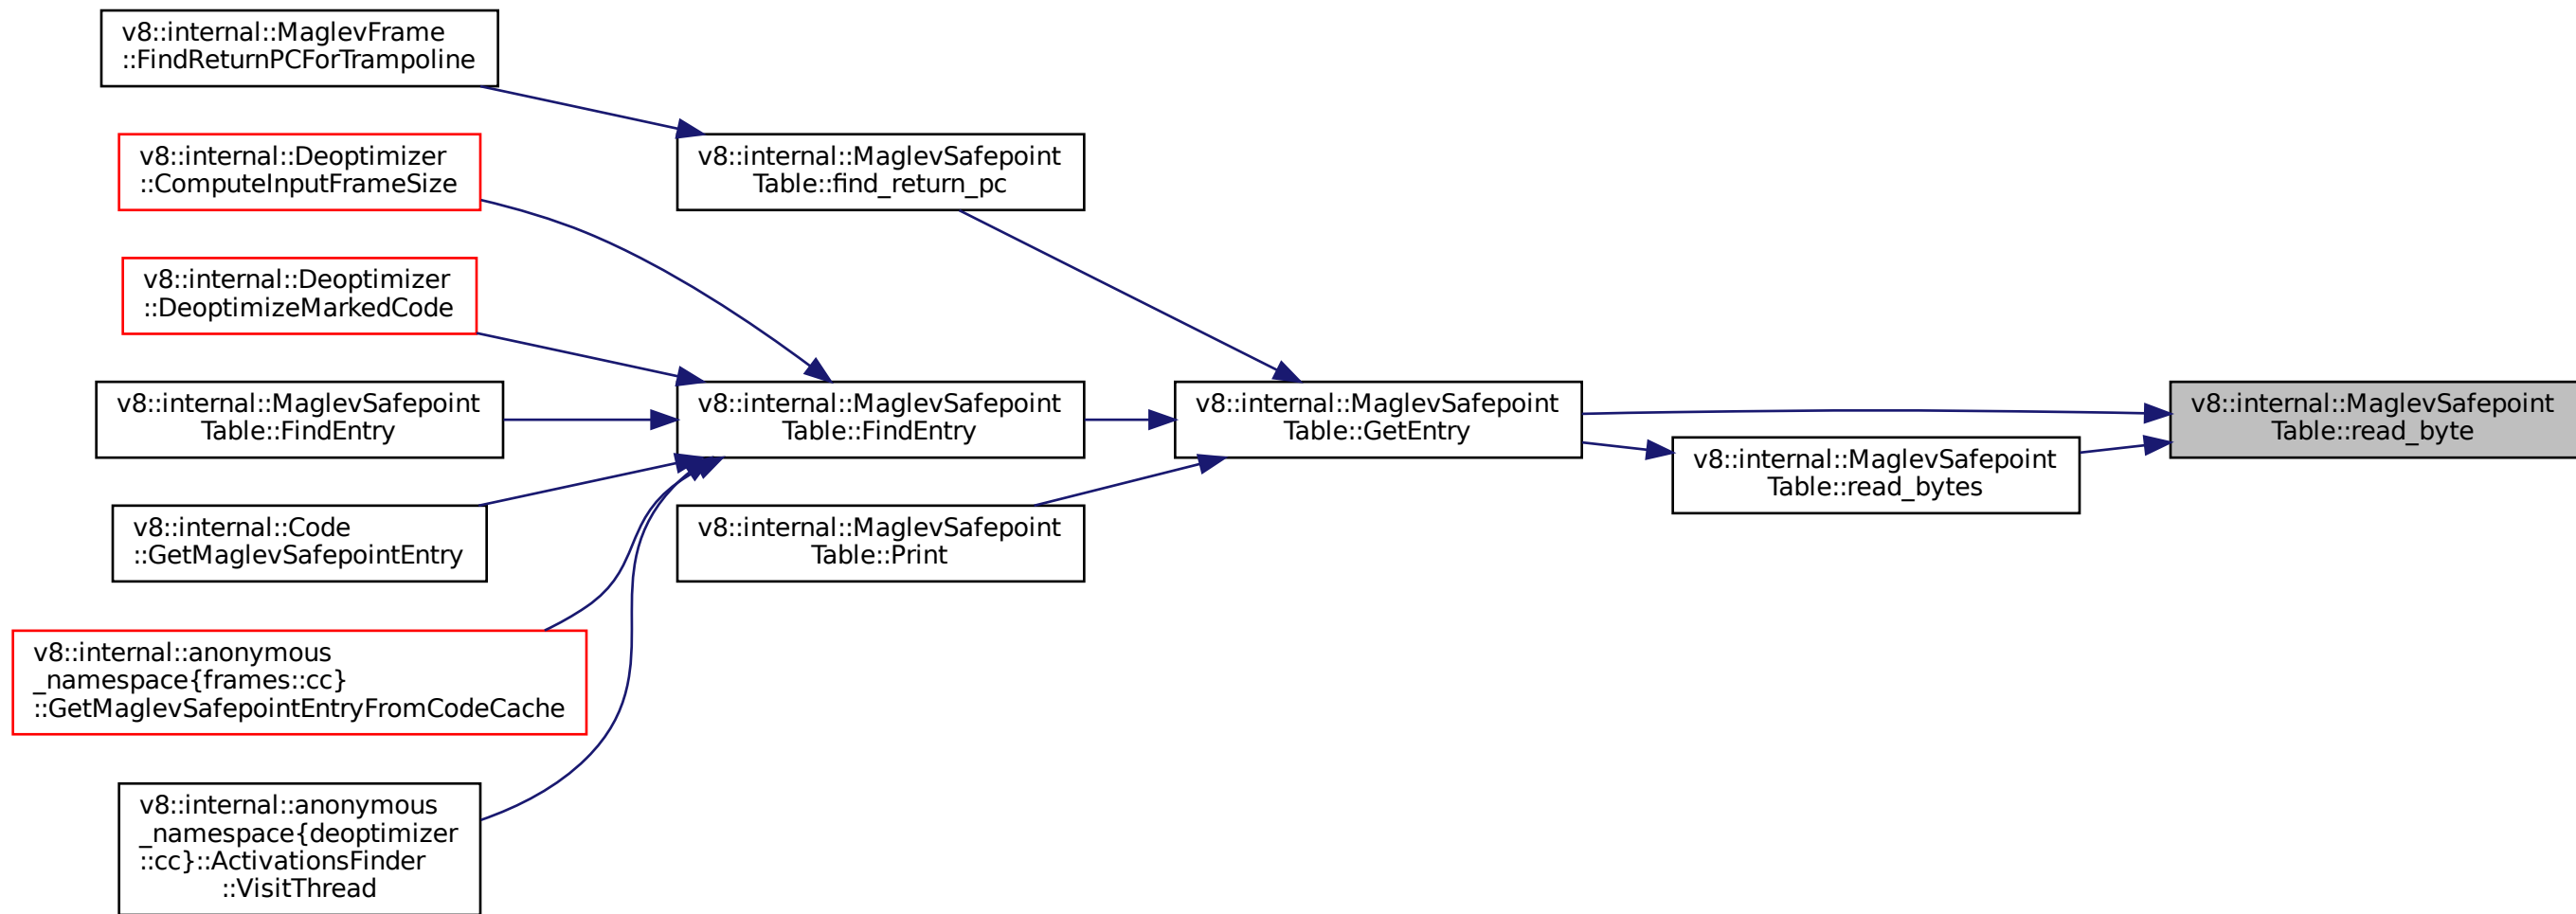 v8::internal::MaglevFrame
::FindReturnPCForTrampoline
v8::internal::Deoptimizer
::ComputeInputFrameSize
v8::internal::Deoptimizer
::DeoptimizeMarkedCode
v8::internal::MaglevSafepoint
Table::FindEntry
v8::internal::Code
::GetMaglevSafepointEntry
v8::internal::anonymous
_namespace{frames::cc}
::GetMaglevSafepointEntryFromCodeCache
v8::internal::anonymous
_namespace{deoptimizer
::cc}::ActivationsFinder
::VisitThread
v8::internal::MaglevSafepoint
Table::find_return_pc
v8::internal::MaglevSafepoint
Table::FindEntry
v8::internal::MaglevSafepoint
Table::Print
v8::internal::MaglevSafepoint
Table::GetEntry
v8::internal::MaglevSafepoint
Table::read_bytes
v8::internal::MaglevSafepoint
Table::read_byte